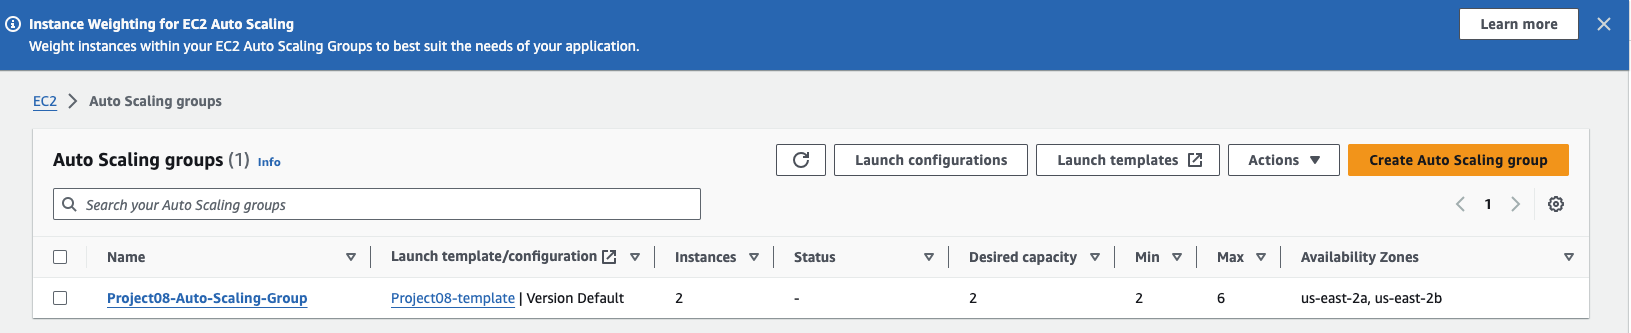 Instance Weighting for EC2 Auto Scaling
Learn more
Weight instances within your EC2 Auto Scaling Groups to best suit the needs of your application.
EC2 > Auto Scaling groups
Auto Scaling groups (1) Info
Launch configurations
Launch templates
Actions
Create Auto Scaling group
Search your Auto Scaling groups
1
Name Launch template/configuration Instances Status Desired capacity Min Max Availability Zones
Project08-Auto-Scaling-Group Project08-template | Version Default 2 - 2 2 6 us-east-2a, us-east-2b